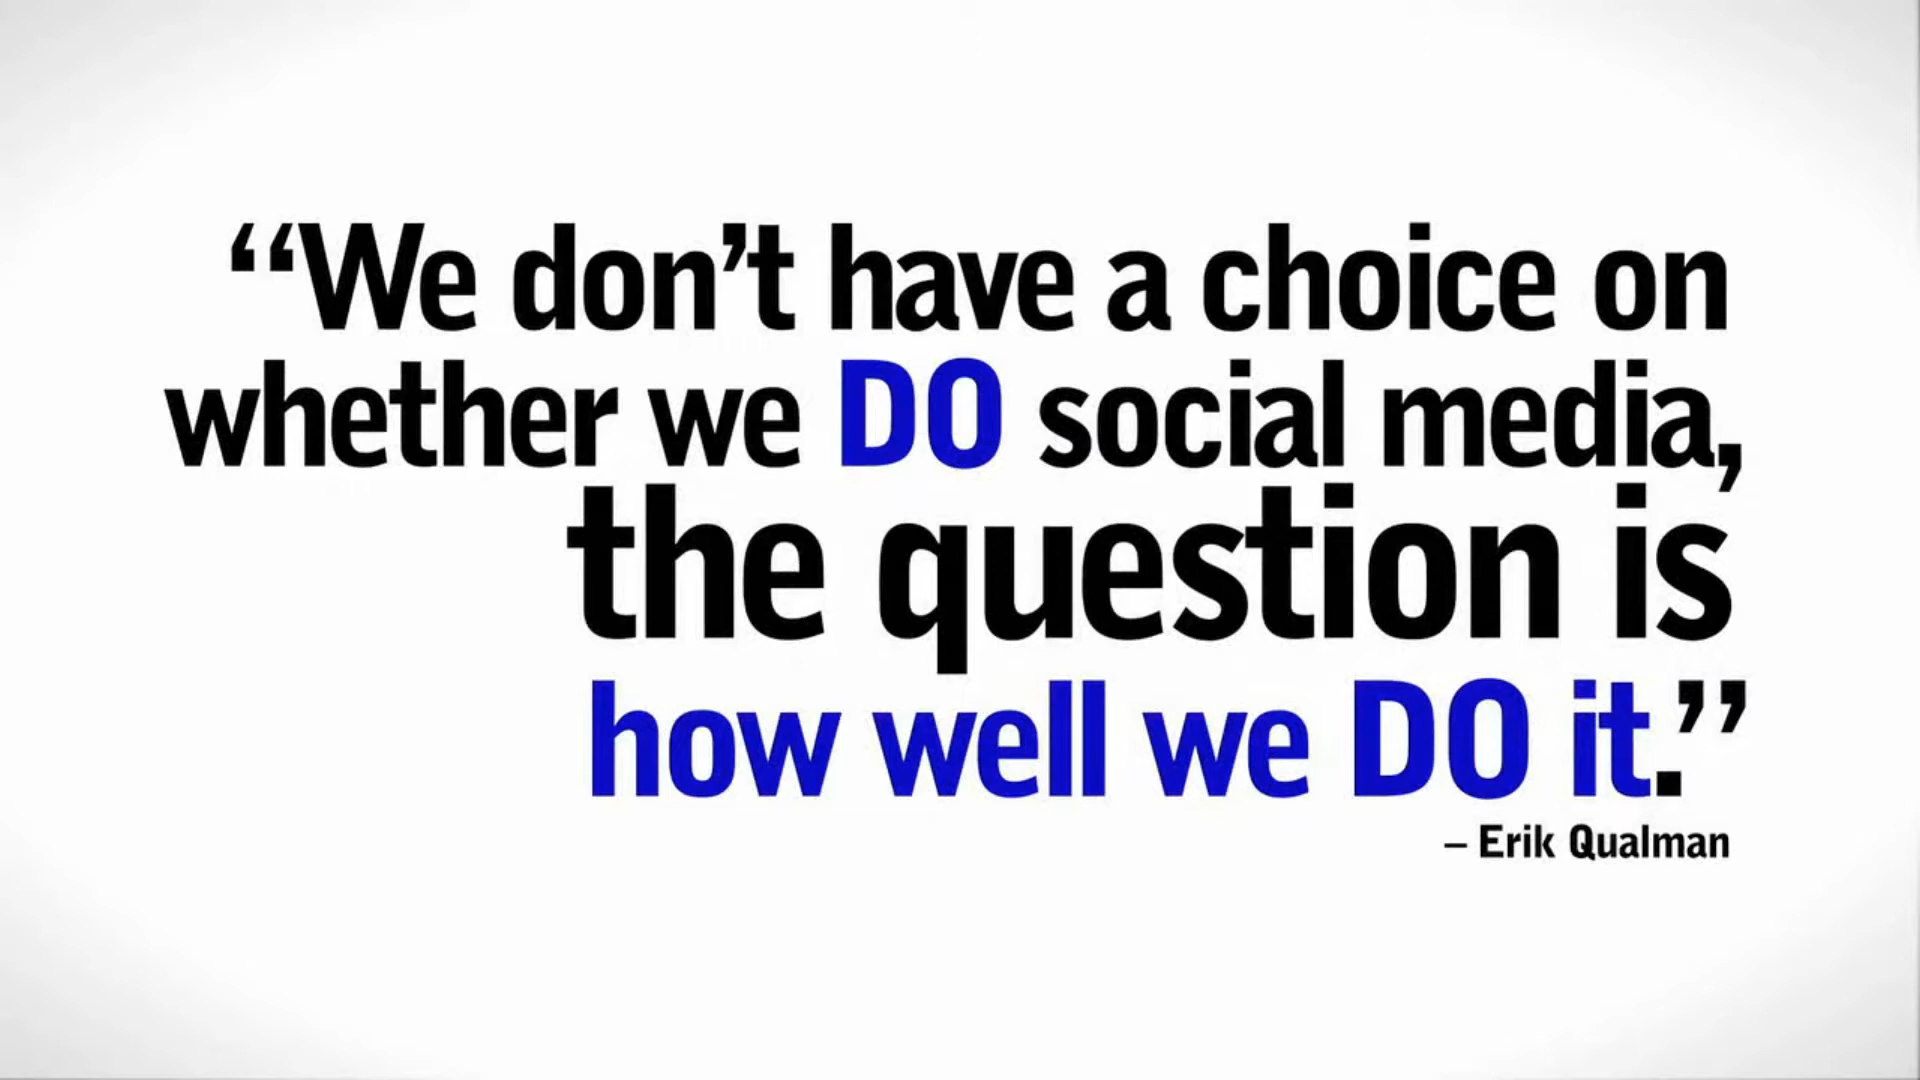 “We don’t have a choice on
whether we DO social media,
the question is
how well we DO it.”
– Erik Qualman